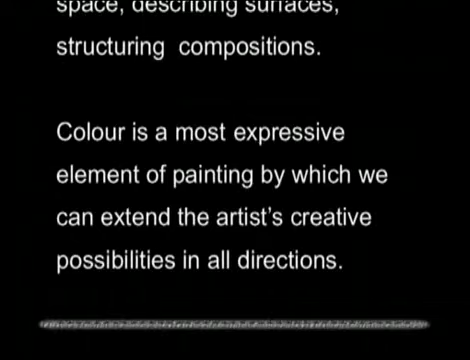 space, describing surfaces,
structuring compositions.
Colour is a most expressive
element of painting by which we
can extend the artist's creative
possibilities in all directions.